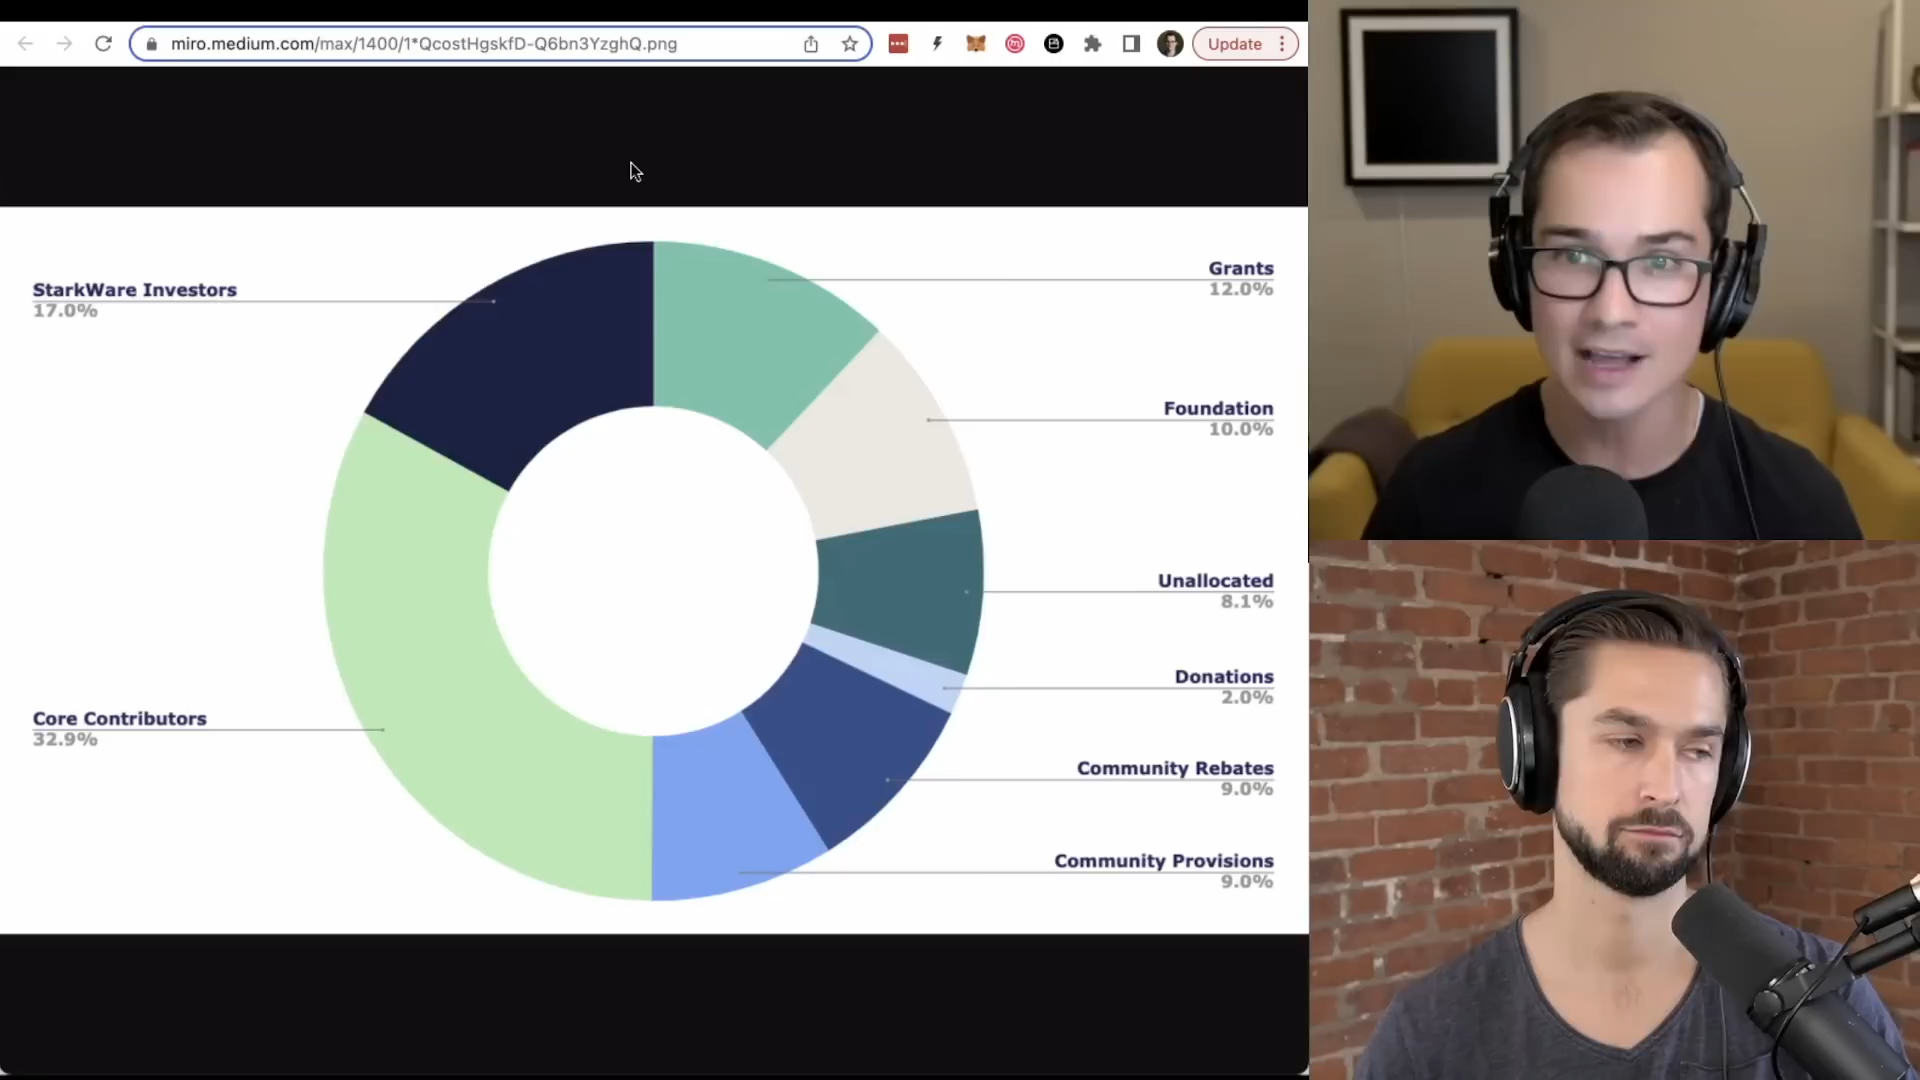 miro.medium.com/max/1400/1*QcostHgskfD-Q6bn3YzghQ.png
Update
StarkWare Investors
17.0%
Grants
12.0%
Foundation
10.0%
Unallocated
8.1%
Donations
2.0%
Core Contributors
32.9%
Community Rebates
9.0%
Community Provisions
9.0%